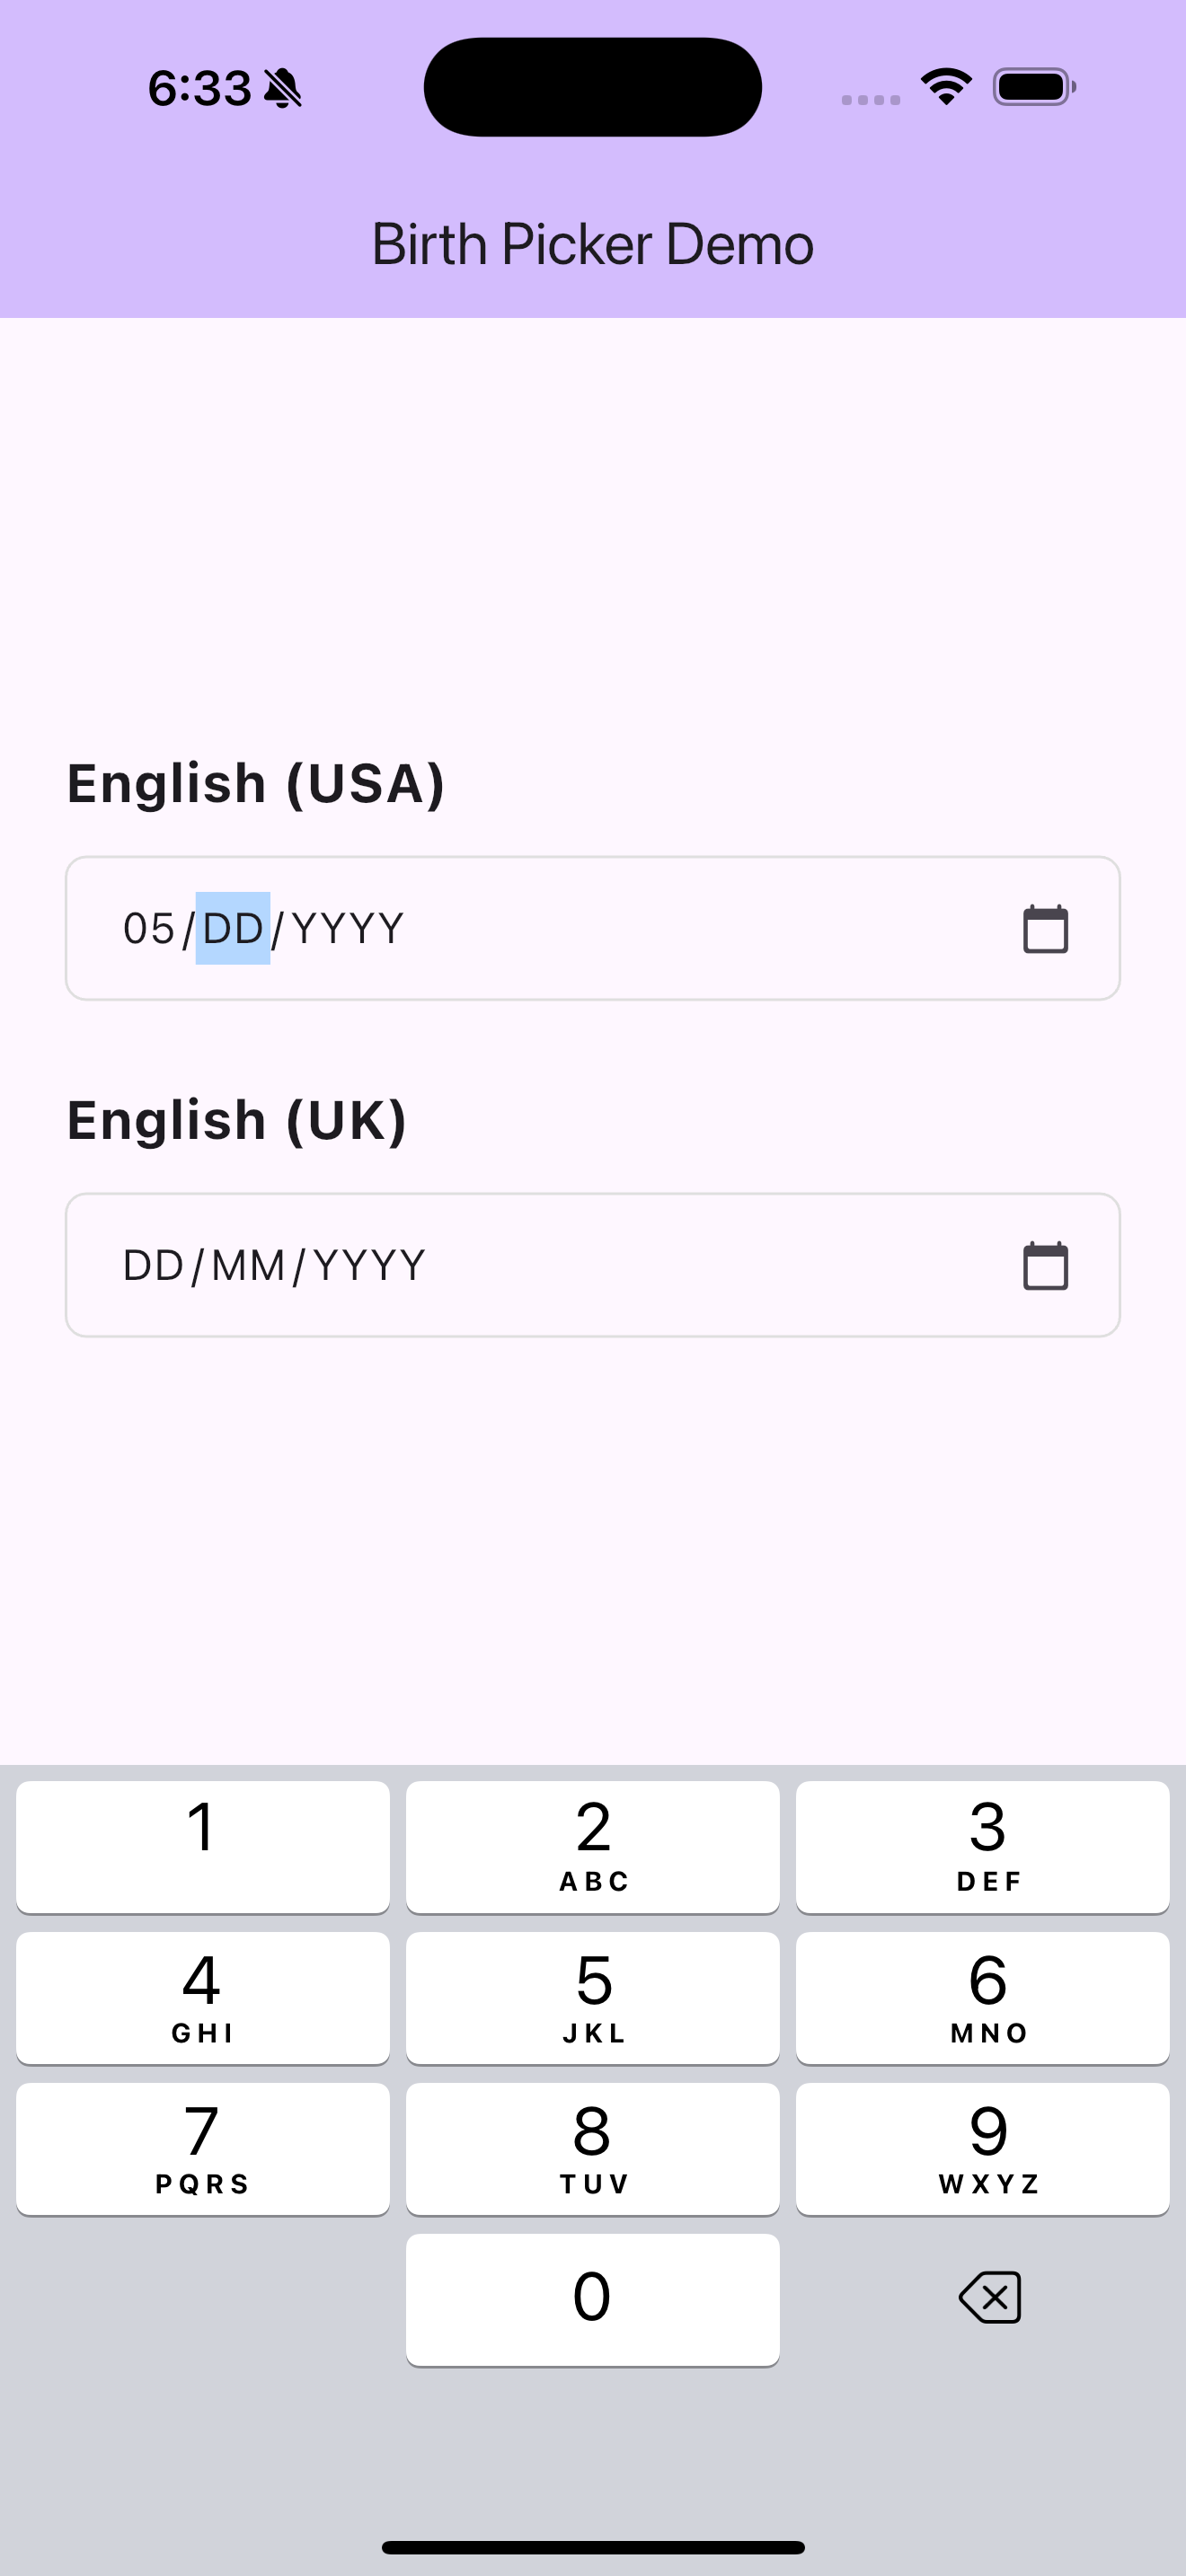 6:33
Birth Picker Demo
English (USA)
05/DD/YYYY
English (UK)
DD/MM/YYYY
1 2 3
ABC DEF
4 5 6
GHI JKL MNO
7 8 9
PQRS TUV WXYZ
0